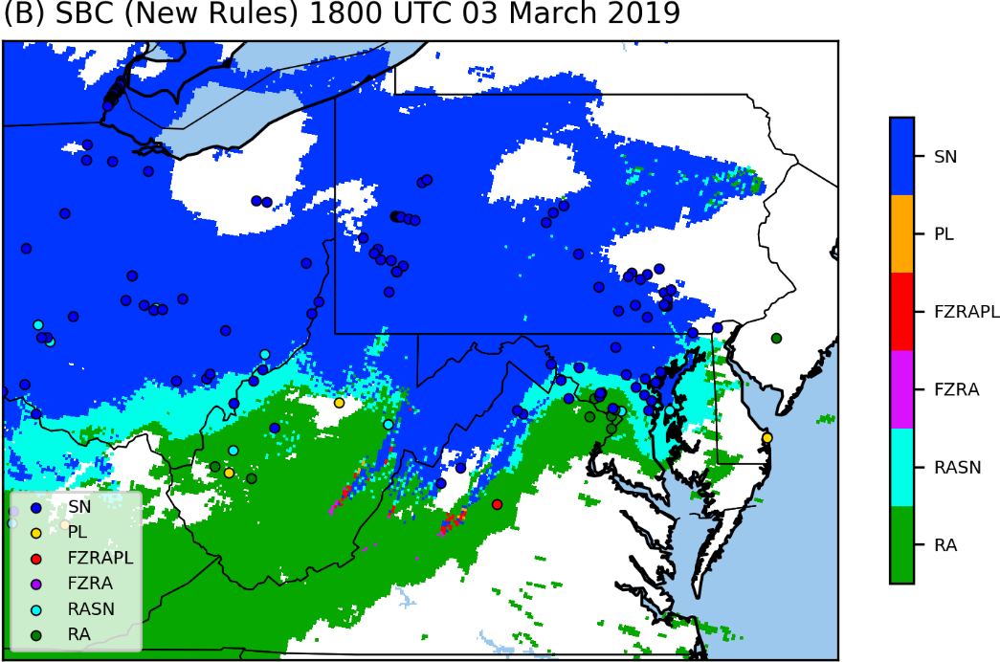 (B) SBC (New Rules) 1800 UTC 03 March 2019
SN
PL
FZRAPL
FZRA
RASN
RA
SN
PL
FZRAPL
FZRA
RASN
RA